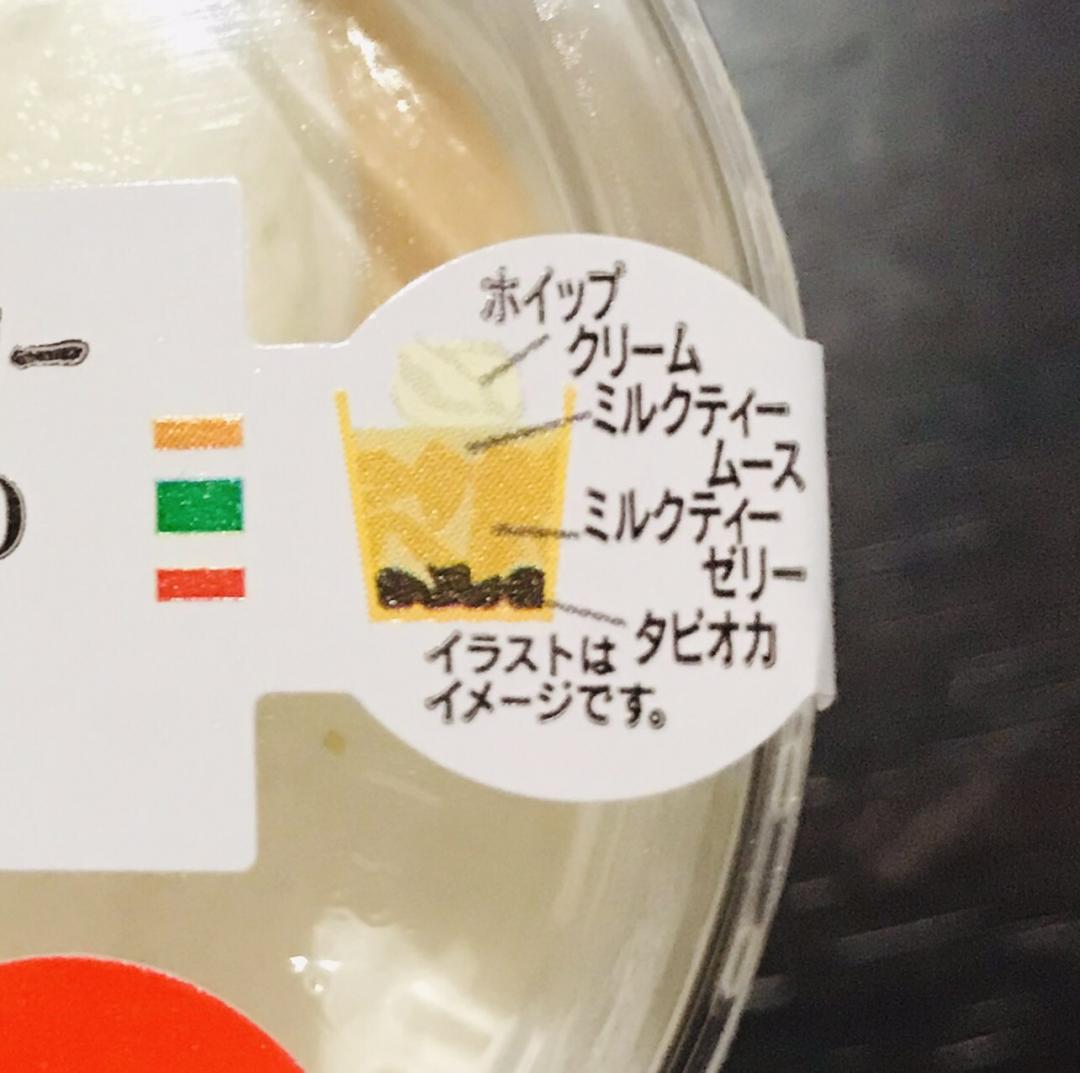 ホイップ
クリーム
ミルクティー
ムース
ミルクティー
ゼリー
タピオカ
イラストは
イメージです。